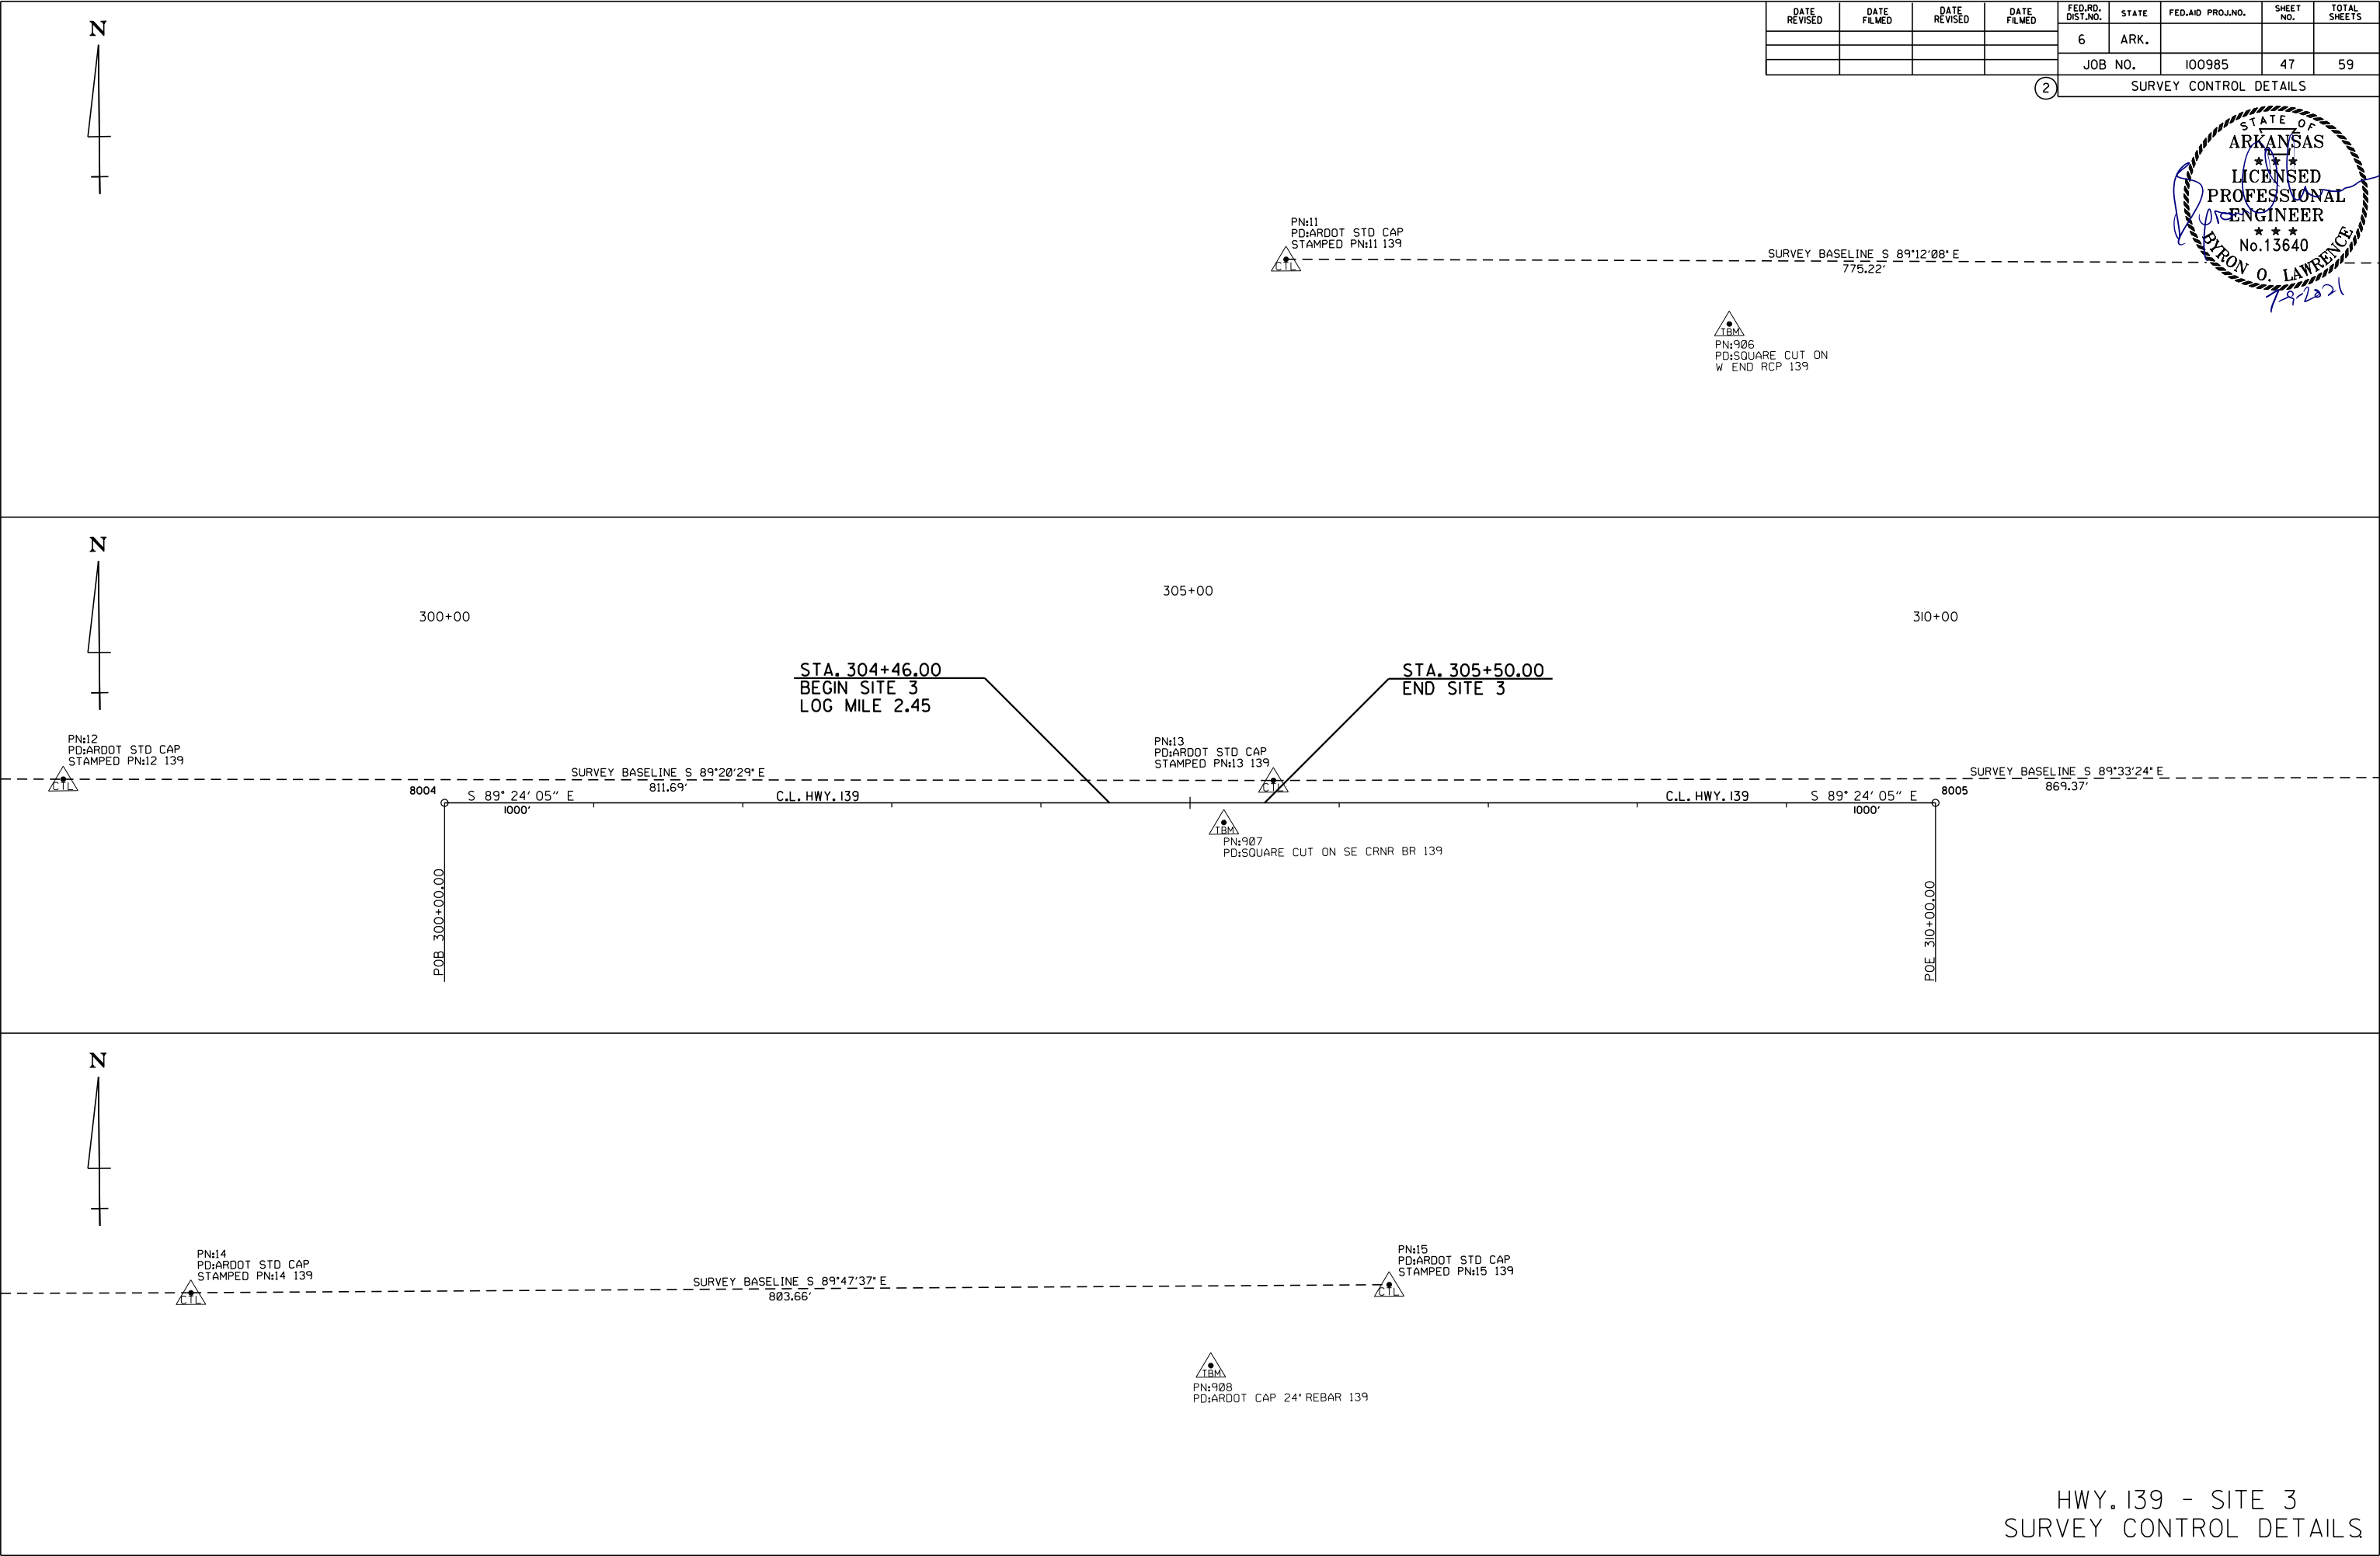 DATE REVISED
DATE FILMED
DATE REVISED
DATE FILMED
FED.RD. DIST.NO.
STATE
FED.AID PROJ.NO.
SHEET NO.
TOTAL SHEETS
6
ARK.
JOB NO.
100985
47
59
2
SURVEY CONTROL DETAILS
STATE OF
ARKANSAS
★ ★ ★
LICENSED
PROFESSIONAL
ENGINEER
★ ★ ★
No.13640
BYRON O. LAWRENCE
7-9-2021
N
PN:11
PD:ARDOT STD CAP
STAMPED PN:11 139
CTL
SURVEY BASELINE S 89°12'08" E
775.22'
TBM
PN:906
PD:SQUARE CUT ON
W END RCP 139
N
300+00
305+00
310+00
STA. 304+46.00
BEGIN SITE 3
LOG MILE 2.45
STA. 305+50.00
END SITE 3
PN:12
PD:ARDOT STD CAP
STAMPED PN:12 139
CTL
SURVEY BASELINE S 89°20'29" E
811.69'
PN:13
PD:ARDOT STD CAP
STAMPED PN:13 139
CTL
SURVEY BASELINE S 89°33'24" E
869.37'
8004
S 89° 24' 05" E
1000'
C.L. HWY. 139
C.L. HWY. 139
S 89° 24' 05" E
1000'
8005
TBM
PN:907
PD:SQUARE CUT ON SE CRNR BR 139
POB 300+00.00
POE 310+00.00
N
PN:14
PD:ARDOT STD CAP
STAMPED PN:14 139
CTL
SURVEY BASELINE S 89°47'37" E
803.66'
PN:15
PD:ARDOT STD CAP
STAMPED PN:15 139
CTL
TBM
PN:908
PD:ARDOT CAP 24" REBAR 139
HWY. 139 - SITE 3
SURVEY CONTROL DETAILS